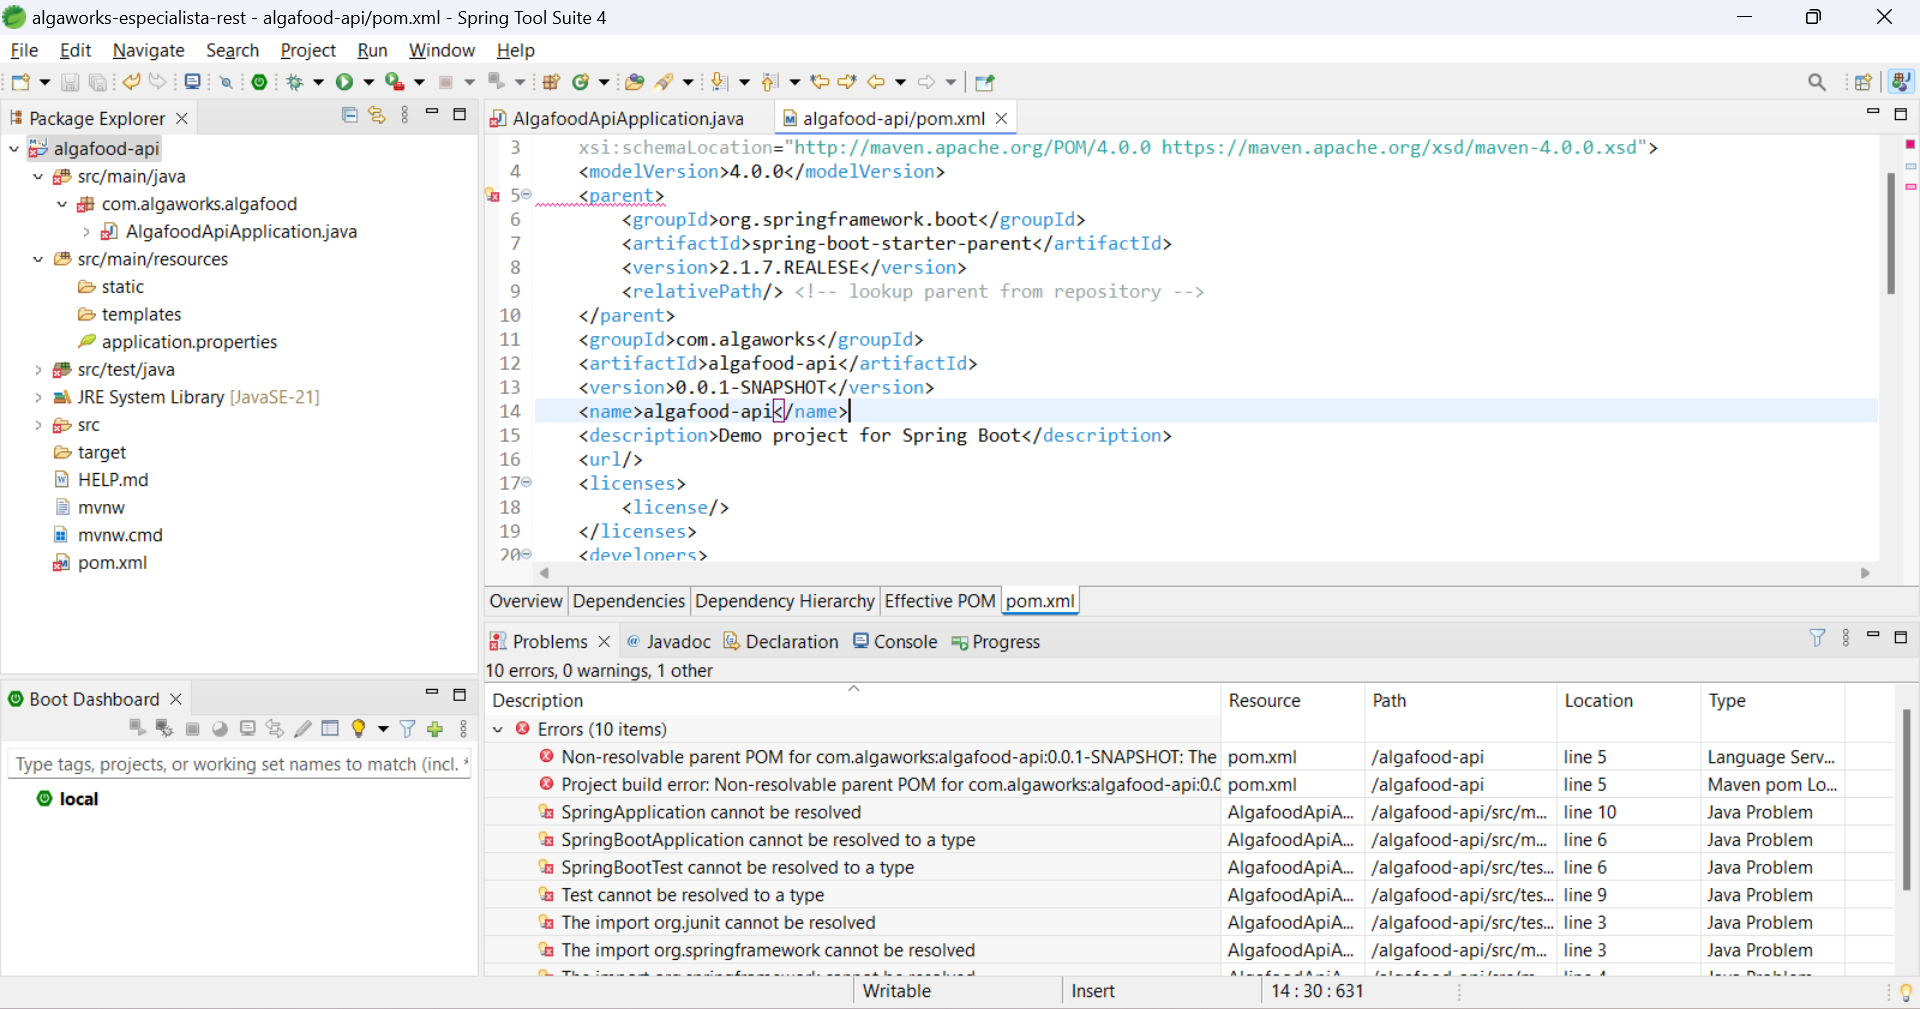 algaworks-especialista-rest - algafood-api/pom.xml - Spring Tool Suite 4
File Edit Navigate Search Project Run Window Help
Package Explorer
algafood-api
src/main/java
com.algaworks.algafood
AlgafoodApiApplication.java
src/main/resources
static
templates
application.properties
src/test/java
JRE System Library [JavaSE-21]
src
target
HELP.md
mvnw
mvnw.cmd
pom.xml
Boot Dashboard
Type tags, projects, or working set names to match (incl. *
local
AlgafoodApiApplication.java algafood-api/pom.xml
3 xsi:schemaLocation="http://maven.apache.org/POM/4.0.0 https://maven.apache.org/xsd/maven-4.0.0.xsd">
4 <modelVersion>4.0.0</modelVersion>
5 <parent>
6 <groupId>org.springframework.boot</groupId>
7 <artifactId>spring-boot-starter-parent</artifactId>
8 <version>2.1.7.REALESE</version>
9 <relativePath/> <!-- lookup parent from repository -->
10 </parent>
11 <groupId>com.algaworks</groupId>
12 <artifactId>algafood-api</artifactId>
13 <version>0.0.1-SNAPSHOT</version>
14 <name>algafood-api</name>
15 <description>Demo project for Spring Boot</description>
16 <url/>
17 <licenses>
18 <license/>
19 </licenses>
20 <developers>
Overview Dependencies Dependency Hierarchy Effective POM pom.xml
Problems Javadoc Declaration Console Progress
10 errors, 0 warnings, 1 other
Description Resource Path Location Type
Errors (10 items)
Non-resolvable parent POM for com.algaworks:algafood-api:0.0.1-SNAPSHOT: The pom.xml /algafood-api line 5 Language Serv...
Project build error: Non-resolvable parent POM for com.algaworks:algafood-api:0.0 pom.xml /algafood-api line 5 Maven pom Lo...
SpringApplication cannot be resolved AlgafoodApiA... /algafood-api/src/m... line 10 Java Problem
SpringBootApplication cannot be resolved to a type AlgafoodApiA... /algafood-api/src/m... line 6 Java Problem
SpringBootTest cannot be resolved to a type AlgafoodApiA... /algafood-api/src/tes... line 6 Java Problem
Test cannot be resolved to a type AlgafoodApiA... /algafood-api/src/tes... line 9 Java Problem
The import org.junit cannot be resolved AlgafoodApiA... /algafood-api/src/tes... line 3 Java Problem
The import org.springframework cannot be resolved AlgafoodApiA... /algafood-api/src/m... line 3 Java Problem
Writable Insert 14 : 30 : 631